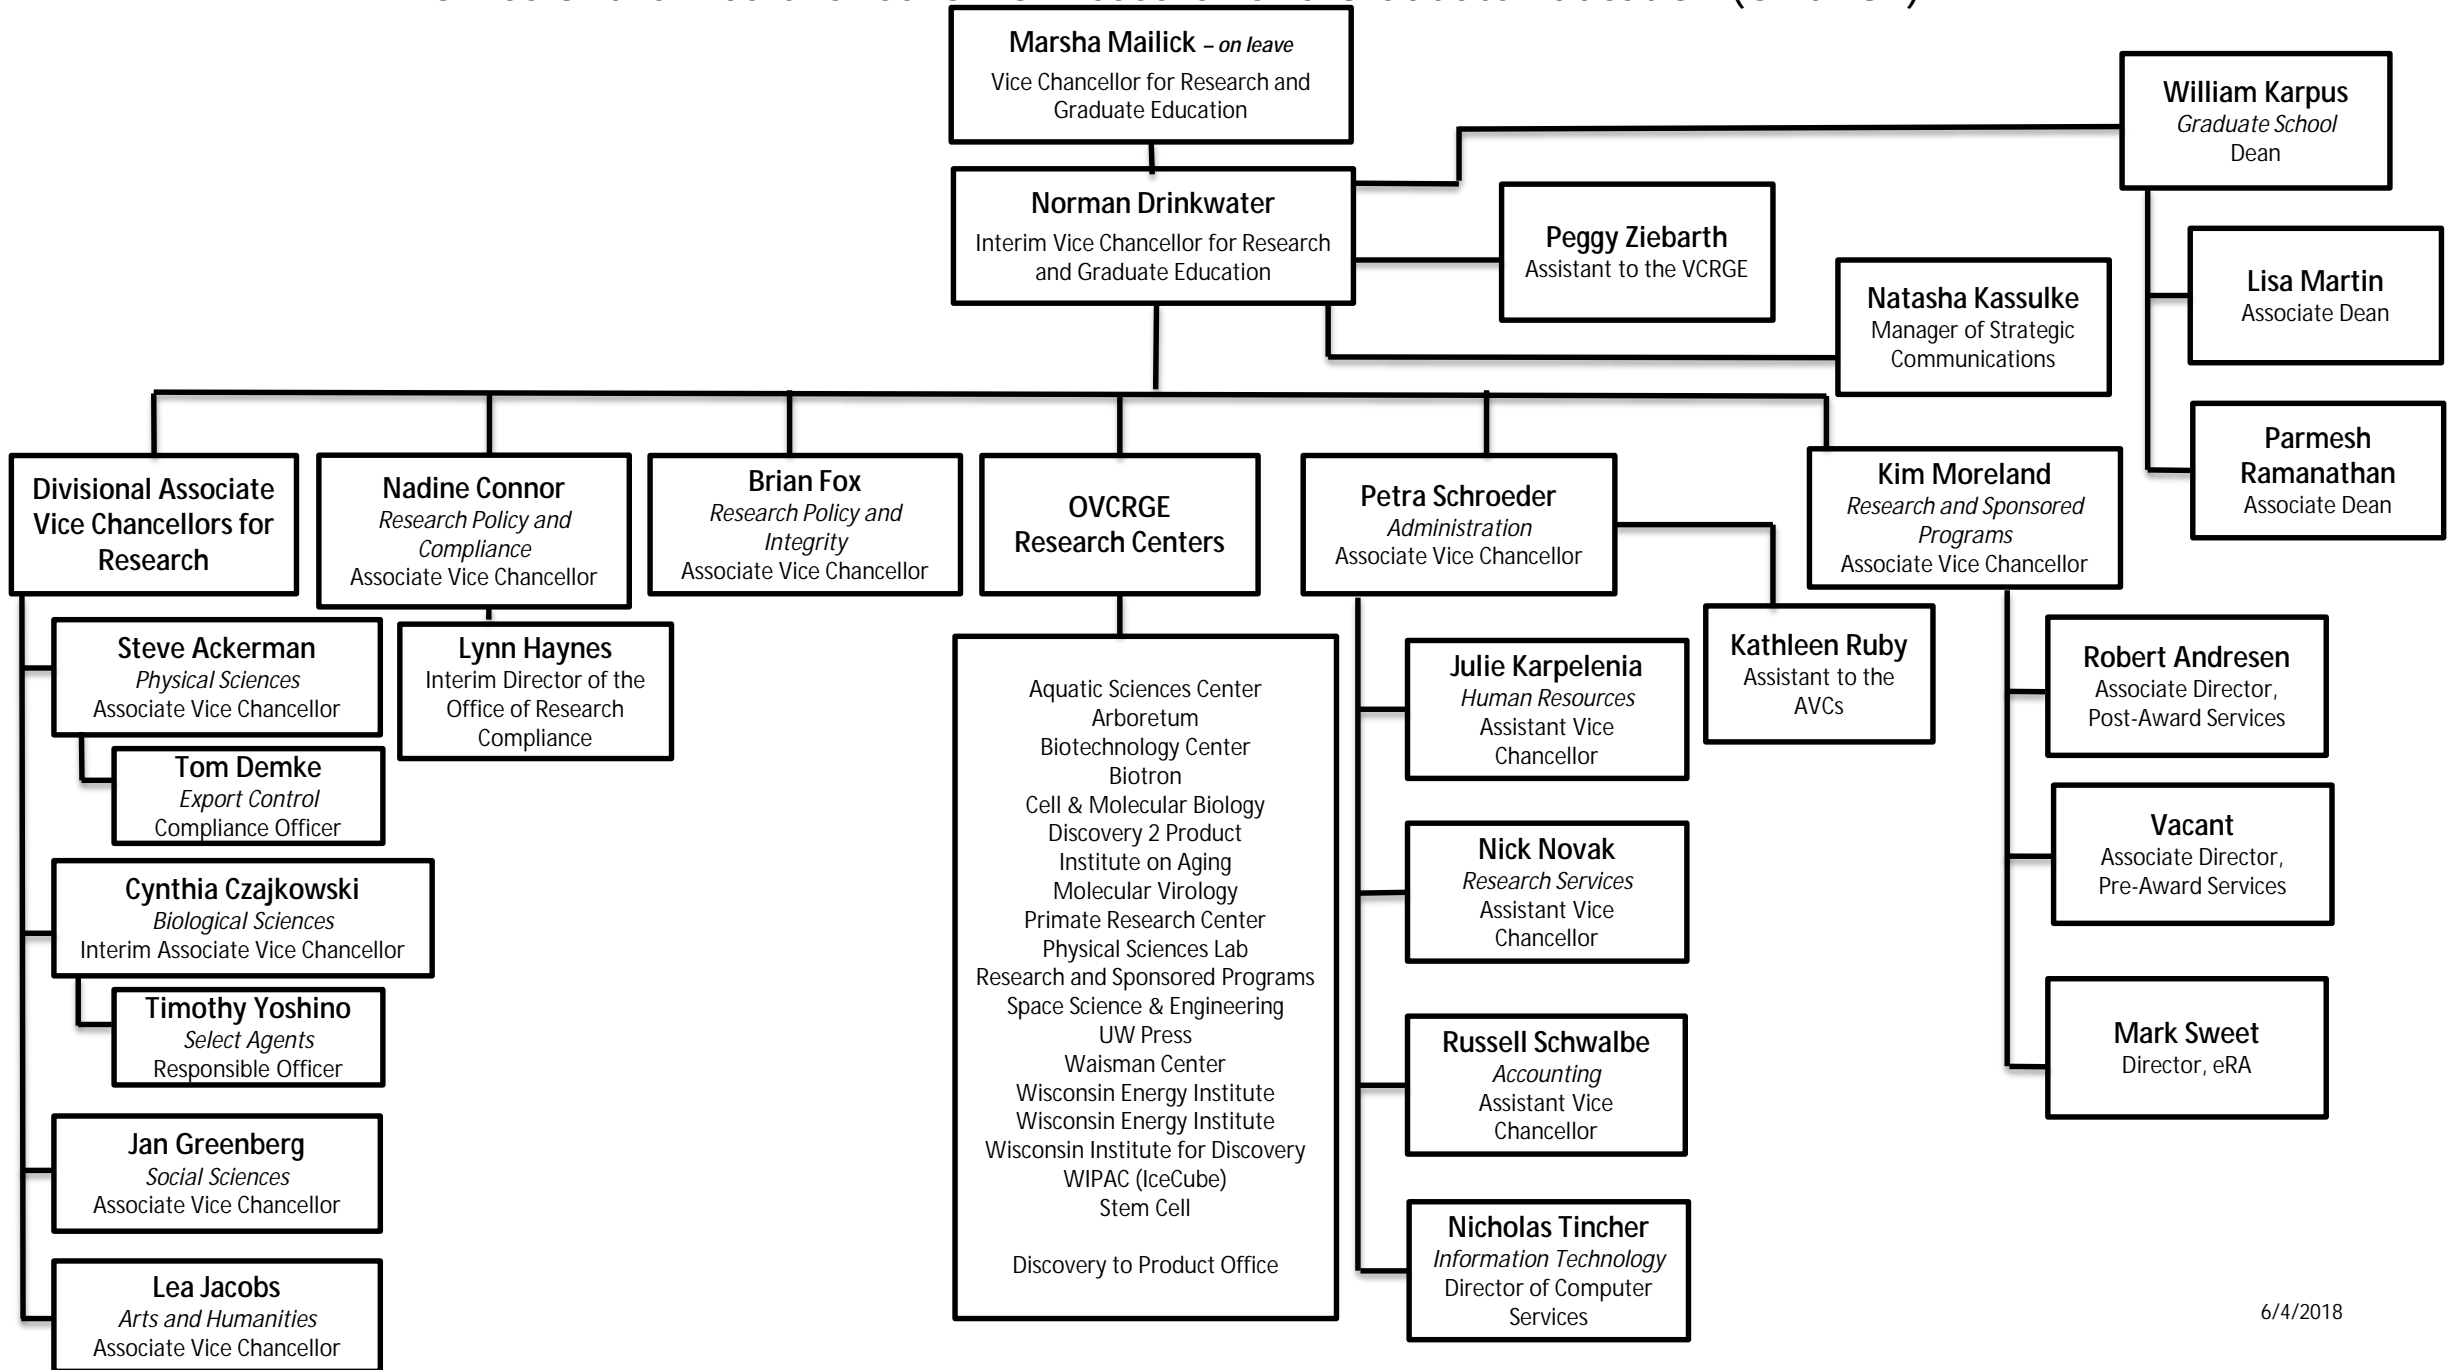 Marsha Mailick – on leave
Vice Chancellor for Research and
Graduate Education
Norman Drinkwater
Interim Vice Chancellor for Research
and Graduate Education
William Karpus
Graduate School
Dean
Peggy Ziebarth
Assistant to the VCRGE
Natasha Kassulke
Manager of Strategic
Communications
Lisa Martin
Associate Dean
Parmesh
Ramanathan
Associate Dean
Divisional Associate
Vice Chancellors for
Research
Steve Ackerman
Physical Sciences
Associate Vice Chancellor
Tom Demke
Export Control
Compliance Officer
Cynthia Czajkowski
Biological Sciences
Interim Associate Vice Chancellor
Timothy Yoshino
Select Agents
Responsible Officer
Jan Greenberg
Social Sciences
Associate Vice Chancellor
Lea Jacobs
Arts and Humanities
Associate Vice Chancellor
Nadine Connor
Research Policy and
Compliance
Associate Vice Chancellor
Lynn Haynes
Interim Director of the
Office of Research
Compliance
Brian Fox
Research Policy and
Integrity
Associate Vice Chancellor
OVCRGE
Research Centers
Aquatic Sciences Center
Arboretum
Biotechnology Center
Biotron
Cell & Molecular Biology
Discovery 2 Product
Institute on Aging
Molecular Virology
Primate Research Center
Physical Sciences Lab
Research and Sponsored Programs
Space Science & Engineering
UW Press
Waisman Center
Wisconsin Energy Institute
Wisconsin Energy Institute
Wisconsin Institute for Discovery
WIPAC (IceCube)
Stem Cell
Discovery to Product Office
Petra Schroeder
Administration
Associate Vice Chancellor
Kathleen Ruby
Assistant to the
AVCs
Julie Karpelenia
Human Resources
Assistant Vice
Chancellor
Nick Novak
Research Services
Assistant Vice
Chancellor
Russell Schwalbe
Accounting
Assistant Vice
Chancellor
Nicholas Tincher
Information Technology
Director of Computer
Services
Kim Moreland
Research and Sponsored
Programs
Associate Vice Chancellor
Robert Andresen
Associate Director,
Post-Award Services
Vacant
Associate Director,
Pre-Award Services
Mark Sweet
Director, eRA
6/4/2018